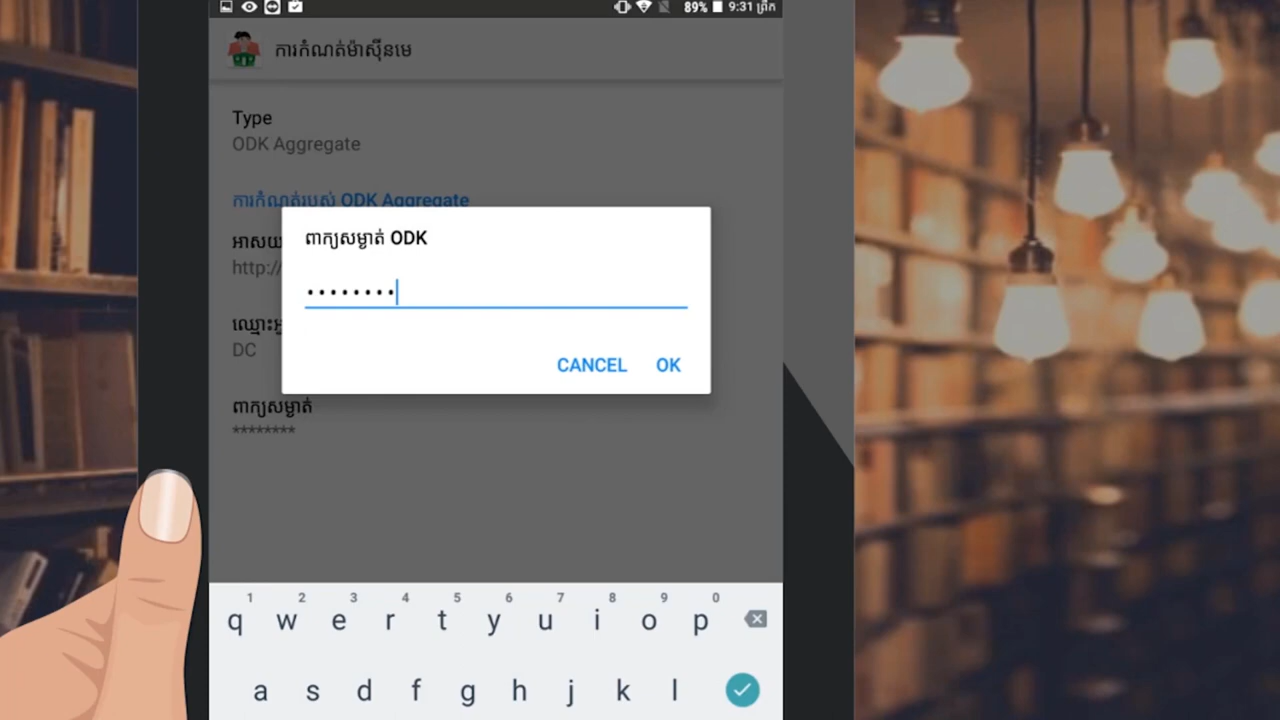 89% 9:31 ព្រឹក
ការកំណត់ម៉ាស៊ីនមេ
Type
ODK Aggregate
ការកំណត់របស់ ODK Aggregate
http://
DC
ពាក្យសម្ងាត់ ODK
••••••••
CANCEL OK
ពាក្យសម្ងាត់
********
1 2 3 4 5 6 7 8 9 0
q w e r t y u i o p
a s d f g h j k l